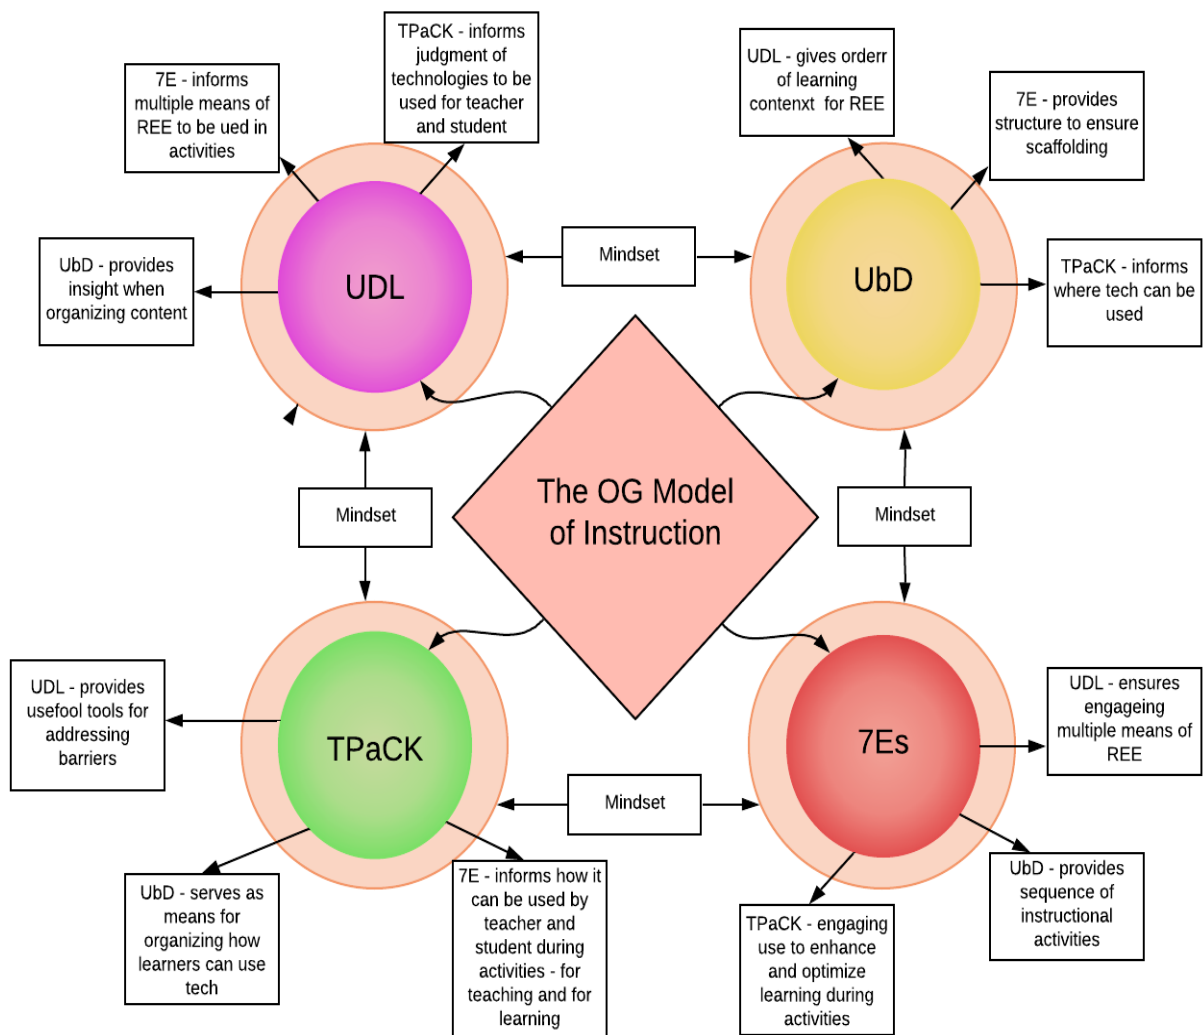 TPaCK - informs
judgment of
technologies to be
used for teacher
and student
7E - informs
multiple means of
REE to be ued in
activities
UbD - provides
insight when
organizing content
UDL
UDL - gives orderr
of learning
contenxt for REE
7E - provides
structure to ensure
scaffolding
TPaCK - informs
where tech can be
used
UbD
Mindset
Mindset
Mindset
The OG Model
of Instruction
UDL - provides
usefool tools for
addressing
barriers
TPaCK
UbD - serves as
means for
organizing how
learners can use
tech
7E - informs how it
can be used by
teacher and
student during
activities - for
teaching and for
learning
Mindset
7Es
UDL - ensures
engageing
multiple means of
REE
UbD - provides
sequence of
instructional
activities
TPaCK - engaging
use to enhance
and optimize
learning during
activities